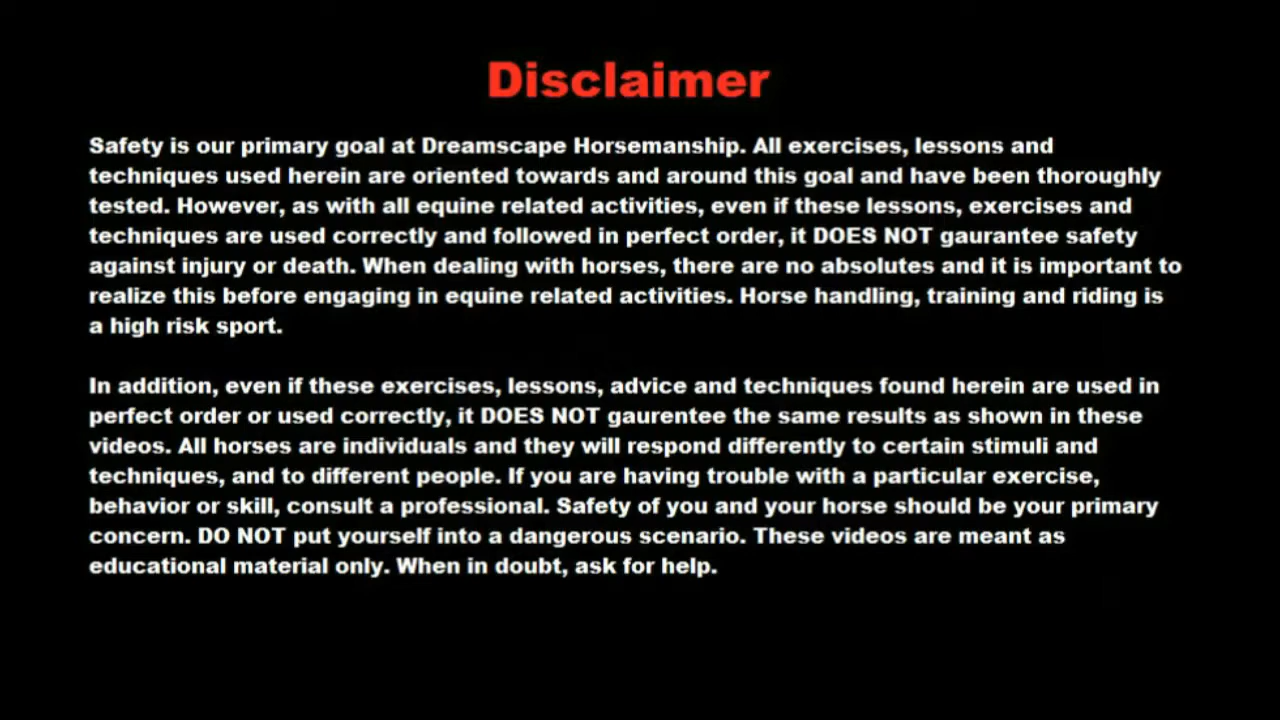 Disclaimer
Safety is our primary goal at Dreamscape Horsemanship. All exercises, lessons and
techniques used herein are oriented towards and around this goal and have been thoroughly
tested. However, as with all equine related activities, even if these lessons, exercises and
techniques are used correctly and followed in perfect order, it DOES NOT gaurantee safety
against injury or death. When dealing with horses, there are no absolutes and it is important to
realize this before engaging in equine related activities. Horse handling, training and riding is
a high risk sport.
In addition, even if these exercises, lessons, advice and techniques found herein are used in
perfect order or used correctly, it DOES NOT gaurentee the same results as shown in these
videos. All horses are individuals and they will respond differently to certain stimuli and
techniques, and to different people. If you are having trouble with a particular exercise,
behavior or skill, consult a professional. Safety of you and your horse should be your primary
concern. DO NOT put yourself into a dangerous scenario. These videos are meant as
educational material only. When in doubt, ask for help.